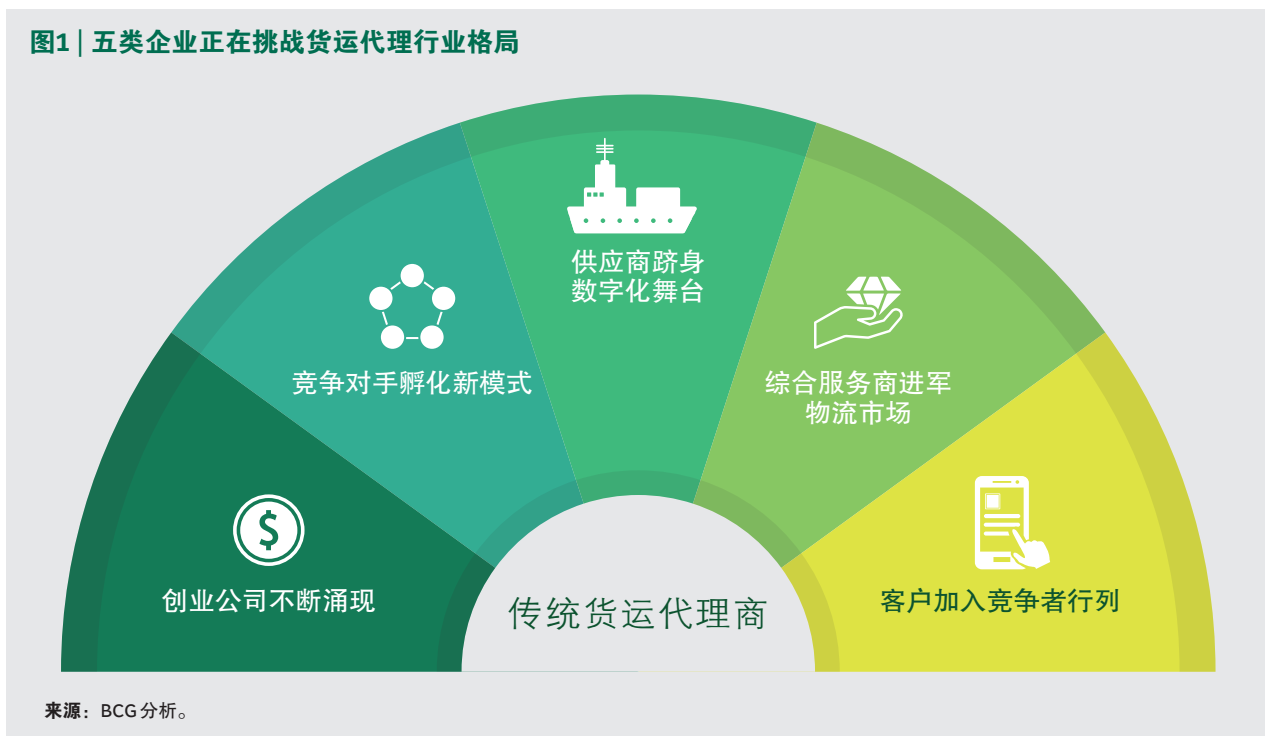 图1 | 五类企业正在挑战货运代理行业格局
供应商跻身
数字化舞台
竞争对手孵化新模式
综合服务商进军
物流市场
创业公司不断涌现
$
传统货运代理商
客户加入竞争者行列
来源：BCG分析。